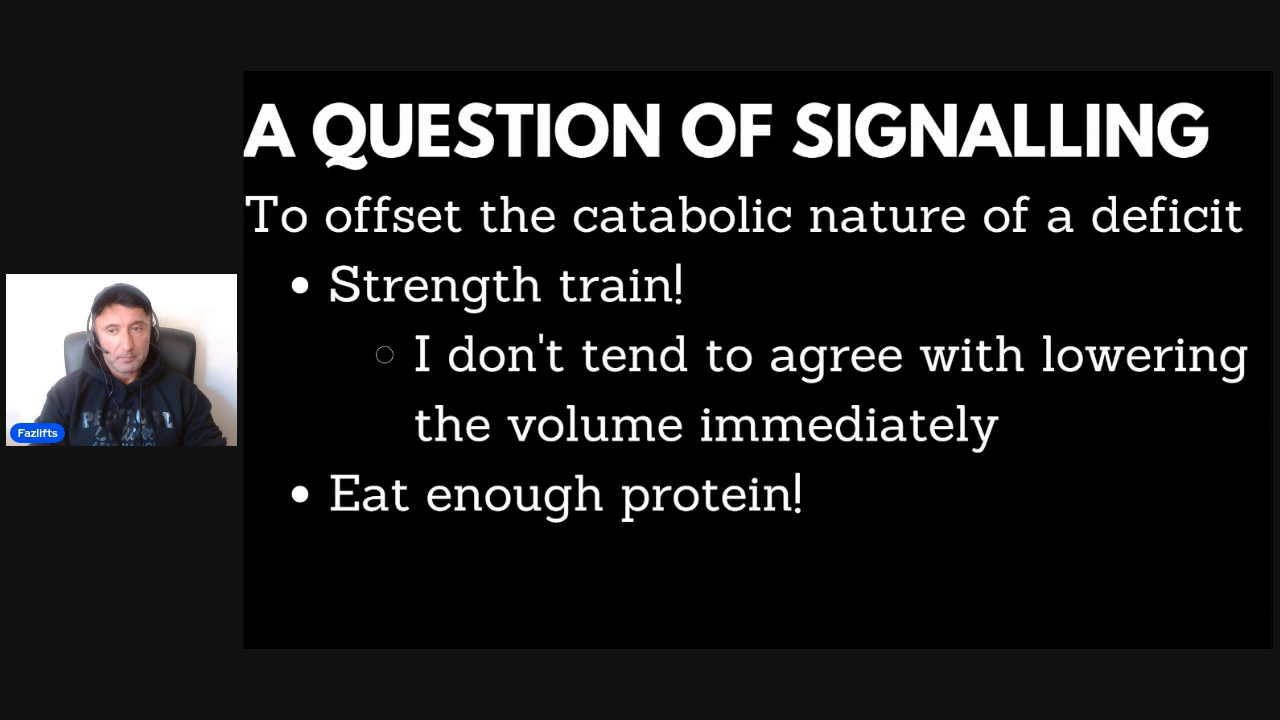 A QUESTION OF SIGNALLING
To offset the catabolic nature of a deficit
• Strength train!
○ I don't tend to agree with lowering
the volume immediately
• Eat enough protein!
Fazlifts